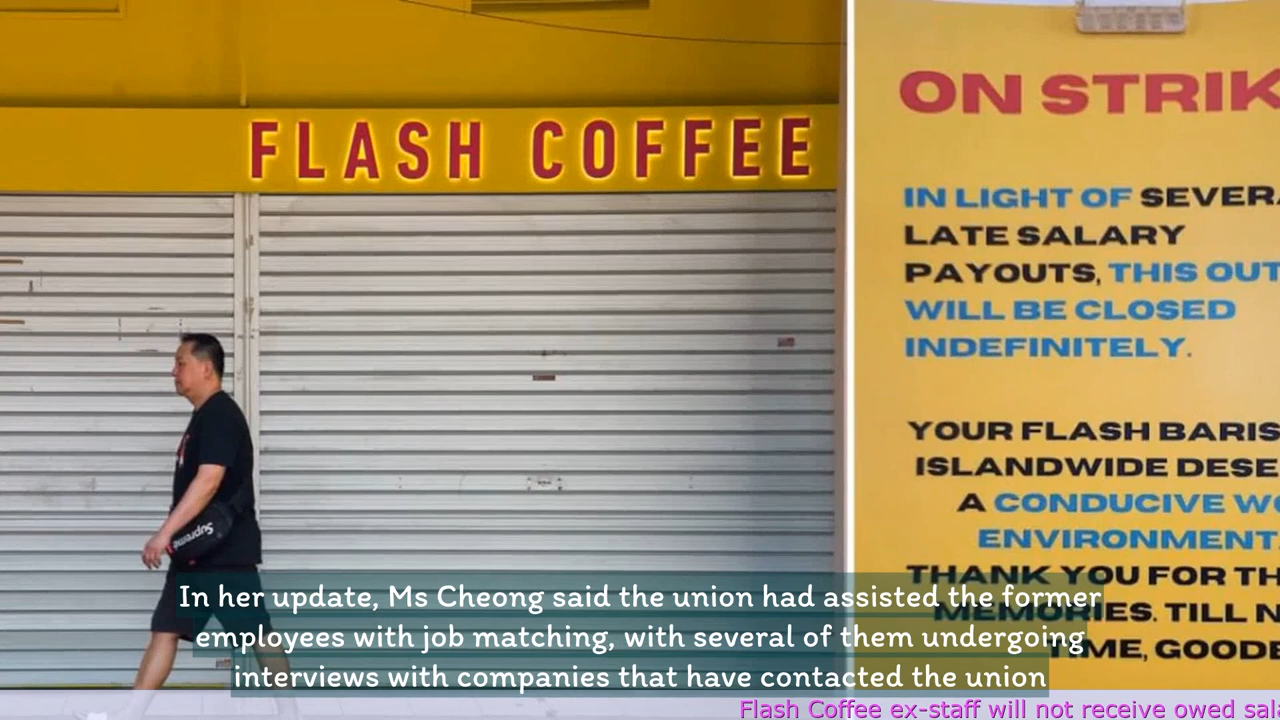 FLASH COFFEE
Supreme
ON STRIK
IN LIGHT OF SEVERA
LATE SALARY
PAYOUTS, THIS OUT
WILL BE CLOSED
INDEFINITELY.
YOUR FLASH BARIS
ISLANDWIDE DESE
A CONDUCIVE WO
ENVIRONMENT.
THANK YOU FOR TH
MEMORIES. TILL N
TIME, GOODB
In her update, Ms Cheong said the union had assisted the former
employees with job matching, with several of them undergoing
interviews with companies that have contacted the union
Flash Coffee ex-staff will not receive owed sala